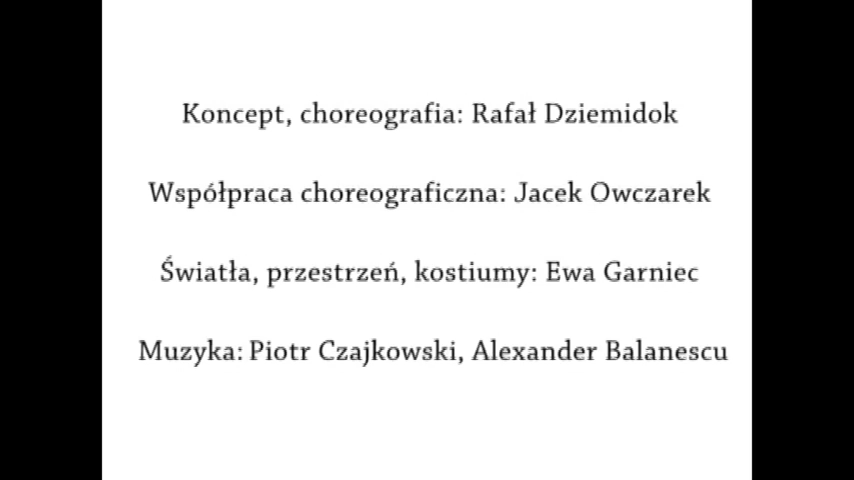 Koncept, choreografia: Rafał Dziemidok
Współpraca choreograficzna: Jacek Owczarek
Światła, przestrzeń, kostiumy: Ewa Garniec
Muzyka: Piotr Czajkowski, Alexander Balanescu